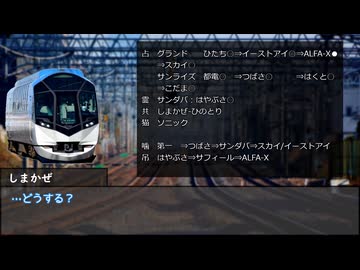 占　グランド　　ひたち○⇒イーストアイ○⇒ALFA-X●
⇒スカイ○
サンライズ　都電○　⇒つばさ○　　　⇒はくと○
⇒こだま○
霊　サンダバ：はやぶさ○
共　しまかぜ-ひのとり
猫　ソニック
噛　第一　⇒つばさ⇒サンダバ⇒スカイ/イーストアイ
吊　はやぶさ⇒サフィール⇒ALFA-X
しまかぜ
…どうする？